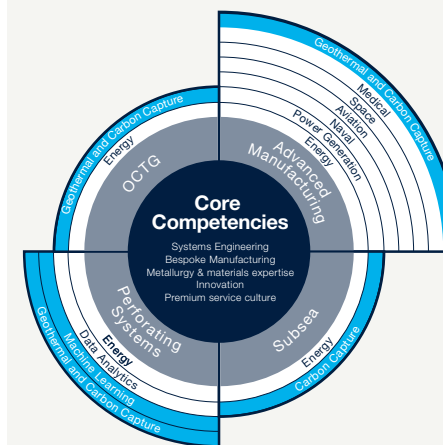 Geothermal and Carbon Capture
Medical
Space
Aviation
Naval
Power Generation
Energy
Advanced
Manufacturing
Geothermal and Carbon Capture
Energy
OCTG
Core
Competencies
Systems Engineering
Bespoke Manufacturing
Metallurgy & materials expertise
Innovation
Premium service culture
Perforating
Systems
Energy
Data Analytics
Machine Learning
Geothermal and Carbon Capture
Subsea
Energy
Carbon Capture